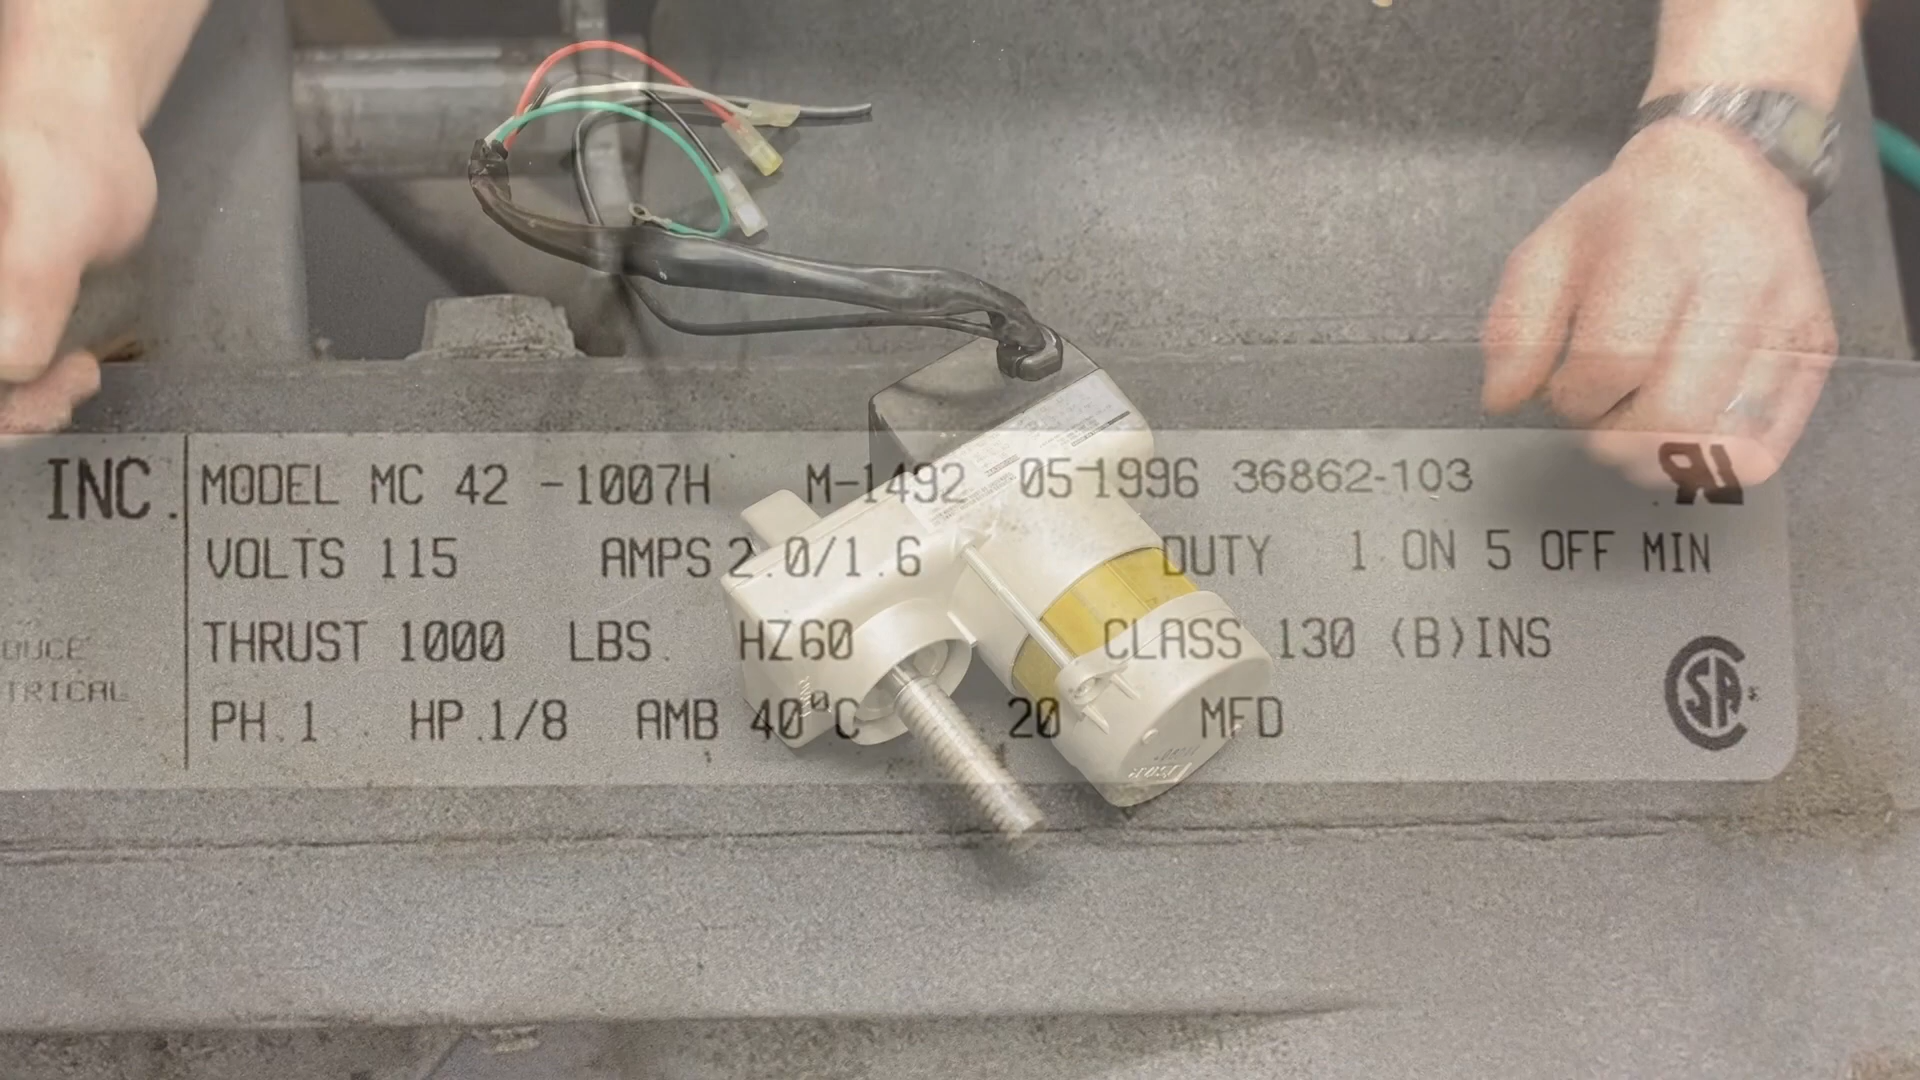 INC. MODEL MC 42 -1007H M-1492 05-1996 36862-103
VOLTS 115 AMPS 2.0/1.6 DUTY 1 ON 5 OFF MIN
THRUST 1000 LBS. HZ60 CLASS 130 (B)INS
PH.1 HP.1/8 AMB 40°C 20 MFD
SA